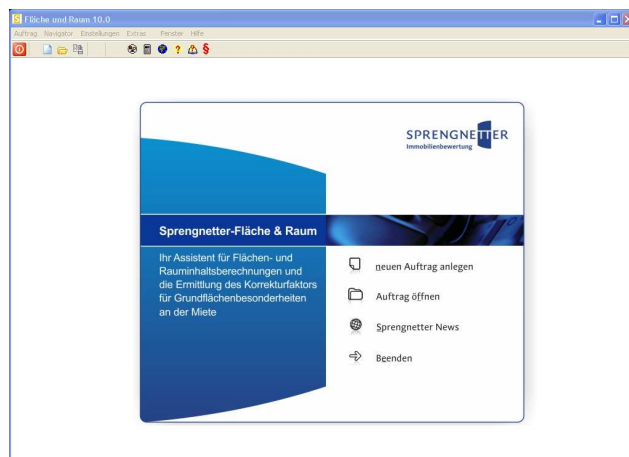 Fläche und Raum 10.0
Auftrag Navigator Einstellungen Extras Fenster Hilfe
SPRENGNETTER
Immobilienbewertung
Sprengnetter-Fläche & Raum
Ihr Assistent für Flächen- und
Rauminhaltsberechnungen und
die Ermittlung des Korrekturfaktors
für Grundflächenbesonderheiten
an der Miete
neuen Auftrag anlegen
Auftrag öffnen
Sprengnetter News
Beenden